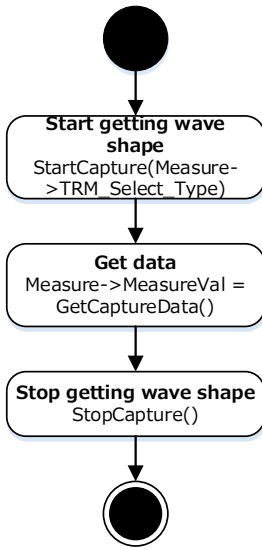 Start getting wave
shape
StartCapture(Measure-
>TRM_Select_Type)
Get data
Measure->MeasureVal =
GetCaptureData()
Stop getting wave shape
StopCapture()